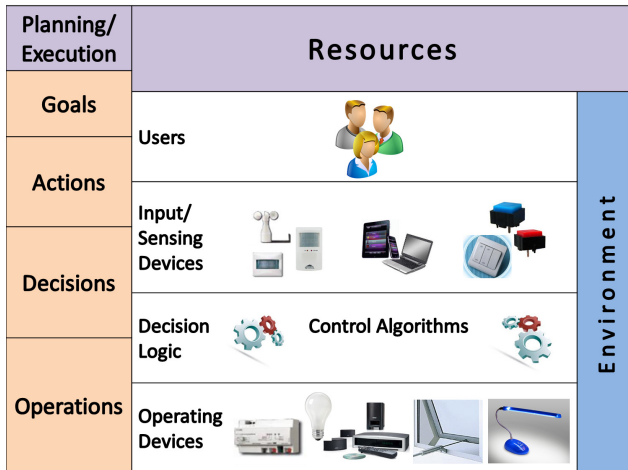 Planning/
Execution
Resources
Goals
Users
Actions
Input/
Sensing
Devices
Decisions
Decision
Logic
Control Algorithms
Operations
Operating
Devices
Environment